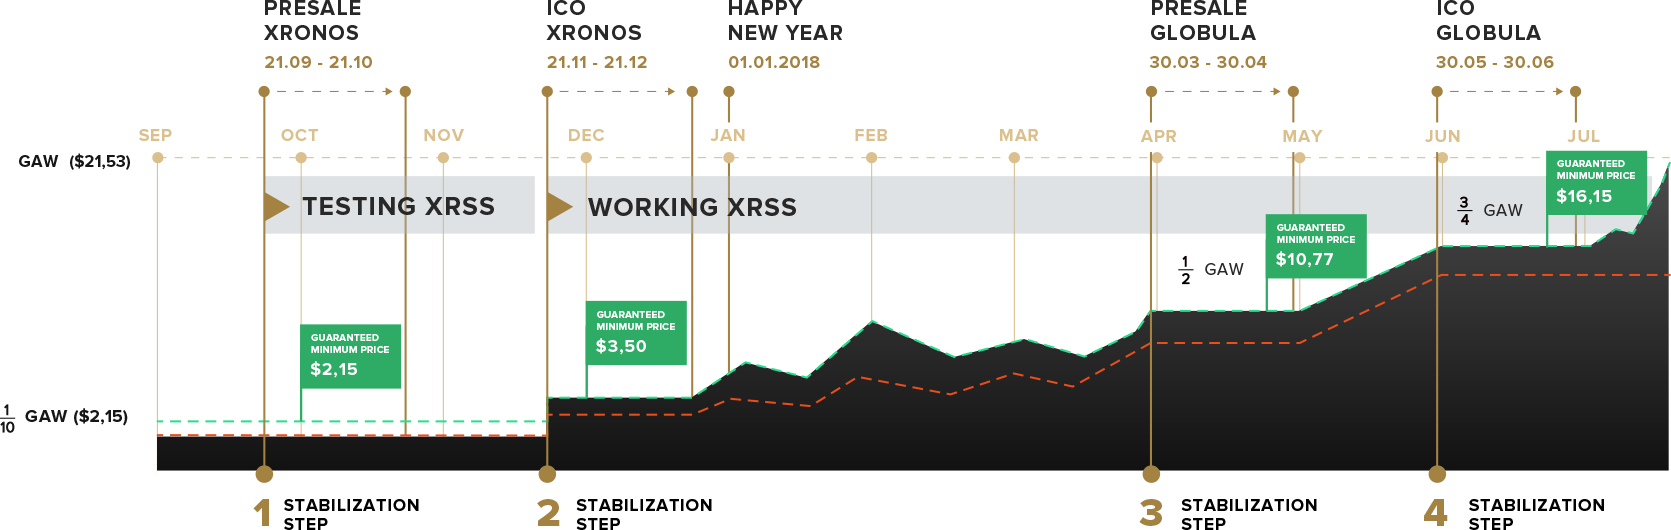 PRESALE
XRONOS
21.09 - 21.10
ICO
XRONOS
21.11 - 21.12
HAPPY
NEW YEAR
01.01.2018
PRESALE
GLOBULA
30.03 - 30.04
ICO
GLOBULA
30.05 - 30.06
SEP OCT NOV DEC JAN FEB MAR APR MAY JUN JUL
GAW ($21,53)
TESTING XRSS
WORKING XRSS
GUARANTEED
MINIMUM PRICE
$2,15
GUARANTEED
MINIMUM PRICE
$3,50
1/2 GAW
GUARANTEED
MINIMUM PRICE
$10,77
3/4 GAW
GUARANTEED
MINIMUM PRICE
$16,15
1/10 GAW ($2,15)
1 STABILIZATION
STEP
2 STABILIZATION
STEP
3 STABILIZATION
STEP
4 STABILIZATION
STEP